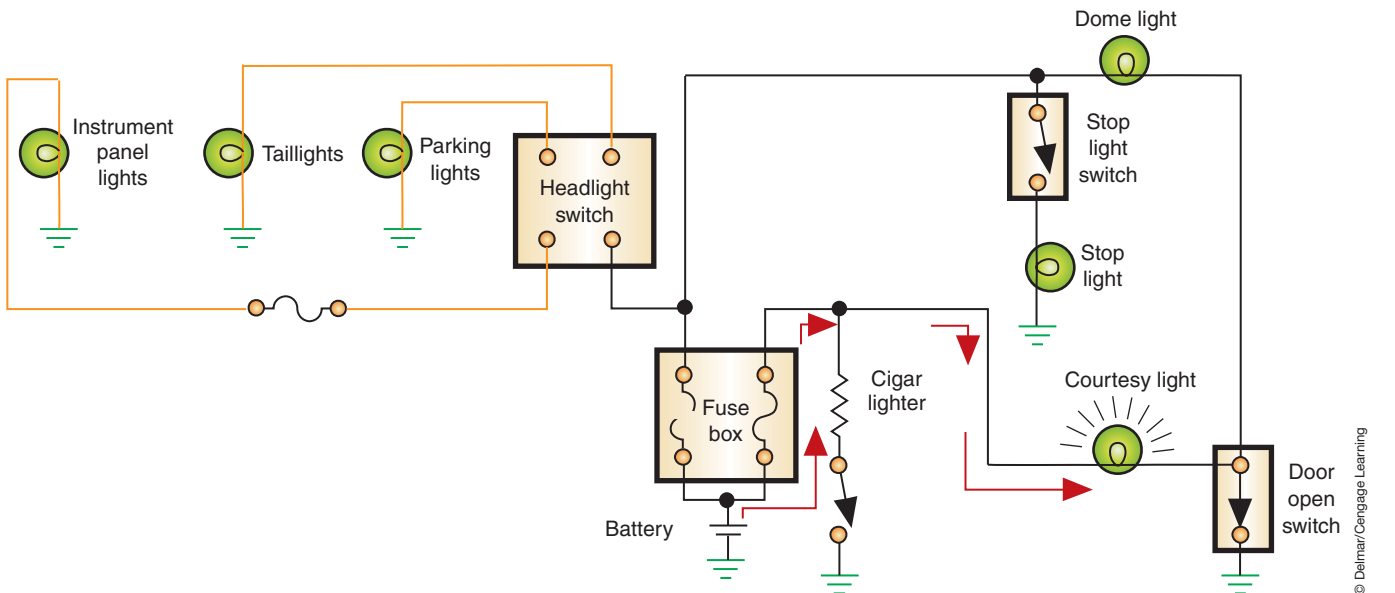 Dome light
Instrument
panel
lights
Taillights
Parking
lights
Headlight
switch
Stop
light
switch
Stop
light
Fuse
box
Cigar
lighter
Courtesy light
Battery
Door
open
switch
© Delmar/Cengage Learning